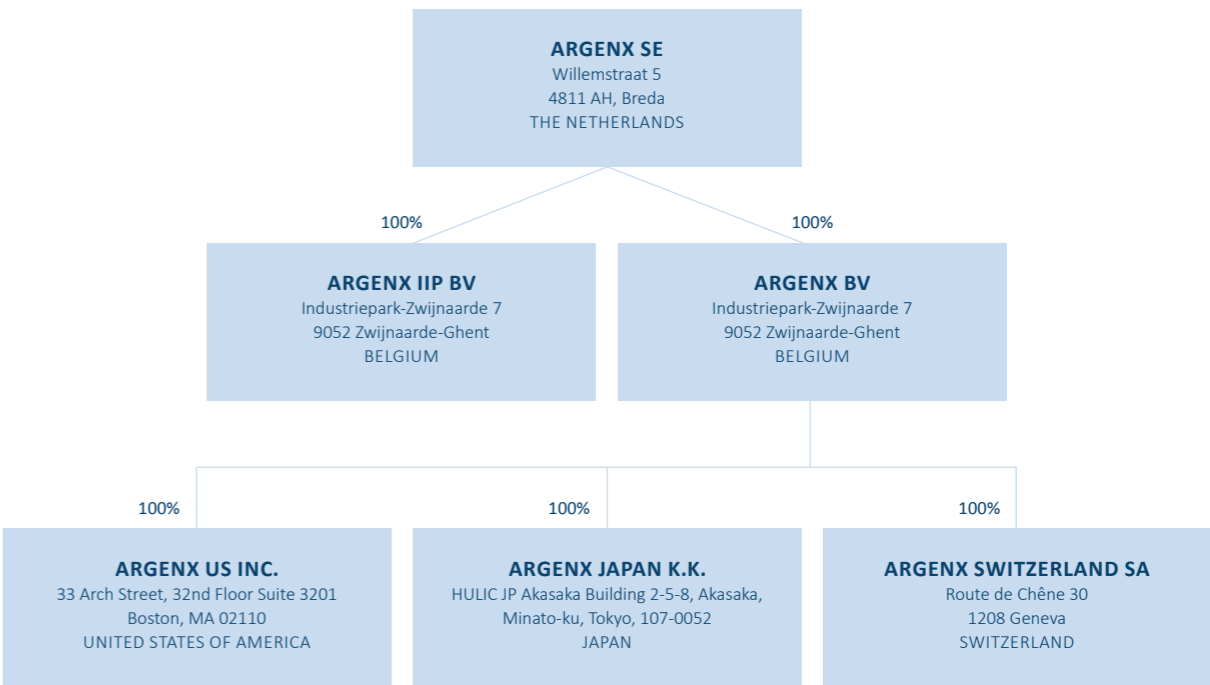 ARGENX SE
Willemstraat 5
4811 AH, Breda
THE NETHERLANDS
100%
100%
ARGENX IIP BV
Industriepark-Zwijnaarde 7
9052 Zwijnaarde-Ghent
BELGIUM
ARGENX BV
Industriepark-Zwijnaarde 7
9052 Zwijnaarde-Ghent
BELGIUM
100%
100%
100%
ARGENX US INC.
33 Arch Street, 32nd Floor Suite 3201
Boston, MA 02110
UNITED STATES OF AMERICA
ARGENX JAPAN K.K.
HULIC JP Akasaka Building 2-5-8, Akasaka,
Minato-ku, Tokyo, 107-0052
JAPAN
ARGENX SWITZERLAND SA
Route de Chêne 30
1208 Geneva
SWITZERLAND